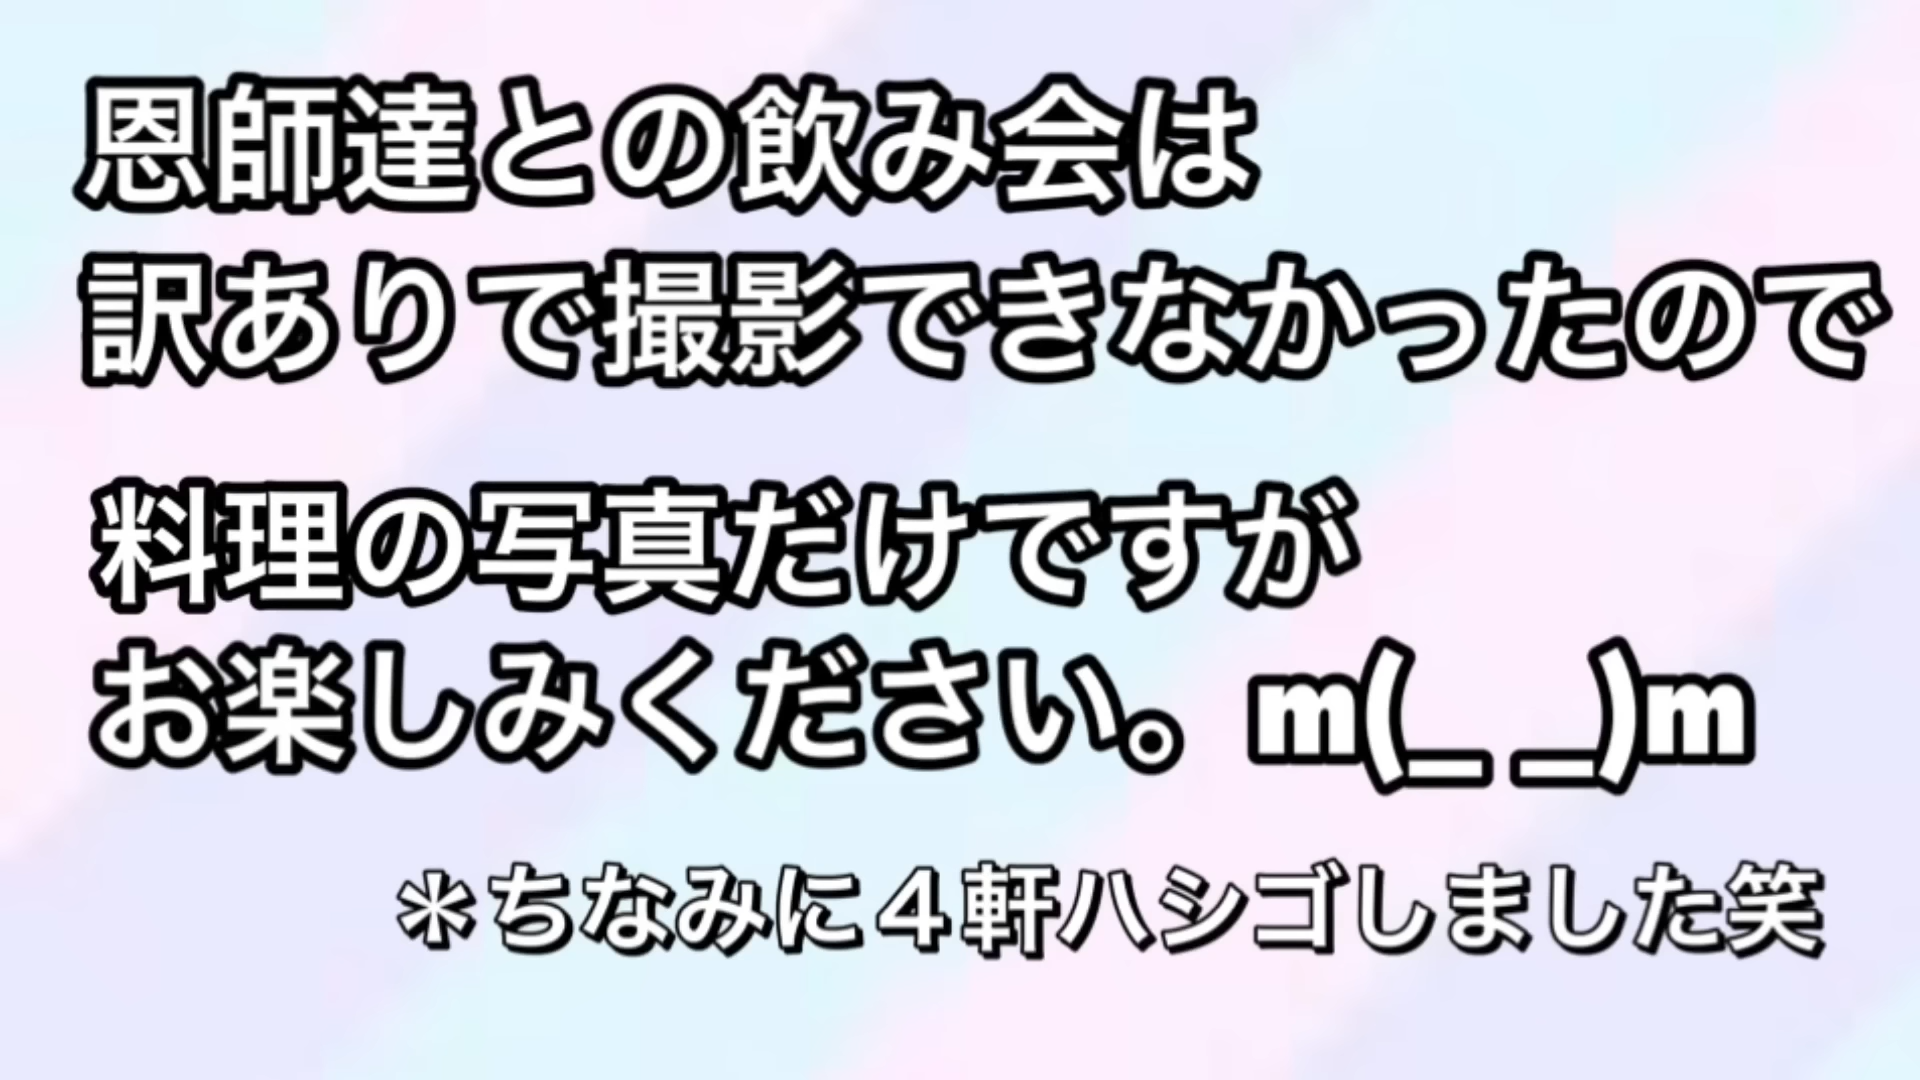 恩師達との飲み会は
訳ありで撮影できなかったので
料理の写真だけですが
お楽しみください。m(_ _)m
＊ちなみに４軒ハシゴしました笑